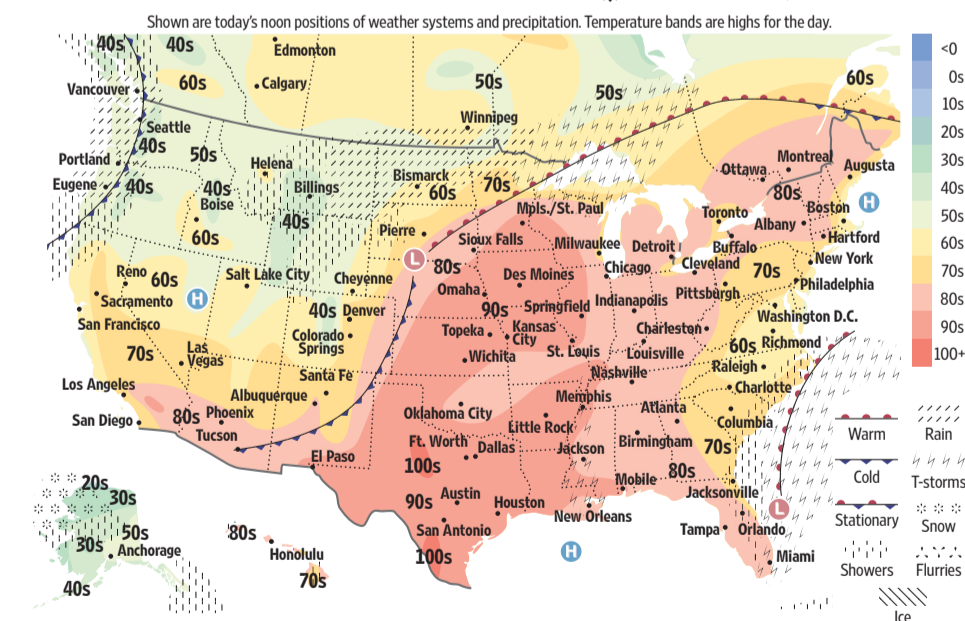 Shown are today's noon positions of weather systems and precipitation. Temperature bands are highs for the day.
40s
40s
Edmonton
<0
60s
Calgary
50s
50s
60s
0s
Vancouver
10s
Winnipeg
Seattle
20s
40s
50s
Portland
Helena
Montreal
30s
Ottawa
Augusta
Eugene
40s
40s
Boise
Billings
Bismarck
60s
70s
80s
40s
40s
Mpls./St. Paul
Toronto
Boston
H
50s
60s
Pierre
Sioux Falls
Milwaukee
Detroit
Buffalo
Albany
Hartford
60s
L
80s
Chicago
Cleveland
70s
New York
70s
Reno
60s
Salt Lake City
Cheyenne
Des Moines
Pittsburgh
Philadelphia
Sacramento
H
Omaha
90s
Springfield
Indianapolis
80s
San Francisco
40s
Denver
Topeka
Kansas
City
Charleston
Washington D.C.
90s
Colorado
Springs
St. Louis
Louisville
60s
Richmond
70s
Las
Vegas
Wichita
100+
Santa Fe
Nashville
Raleigh
Los Angeles
Albuquerque
Memphis
Charlotte
San Diego
80s
Phoenix
Oklahoma City
Little Rock
Atlanta
Columbia
Tucson
Ft. Worth
Dallas
Jackson
Birmingham
70s
Warm
Rain
El Paso
100s
80s
20s
30s
90s
Austin
Houston
Mobile
Jacksonville
Cold
T-storms
New Orleans
L
50s
30s
Anchorage
80s
San Antonio
Tampa
Orlando
Stationary
Snow
Honolulu
100s
H
Miami
40s
70s
Showers
Flurries
Ice